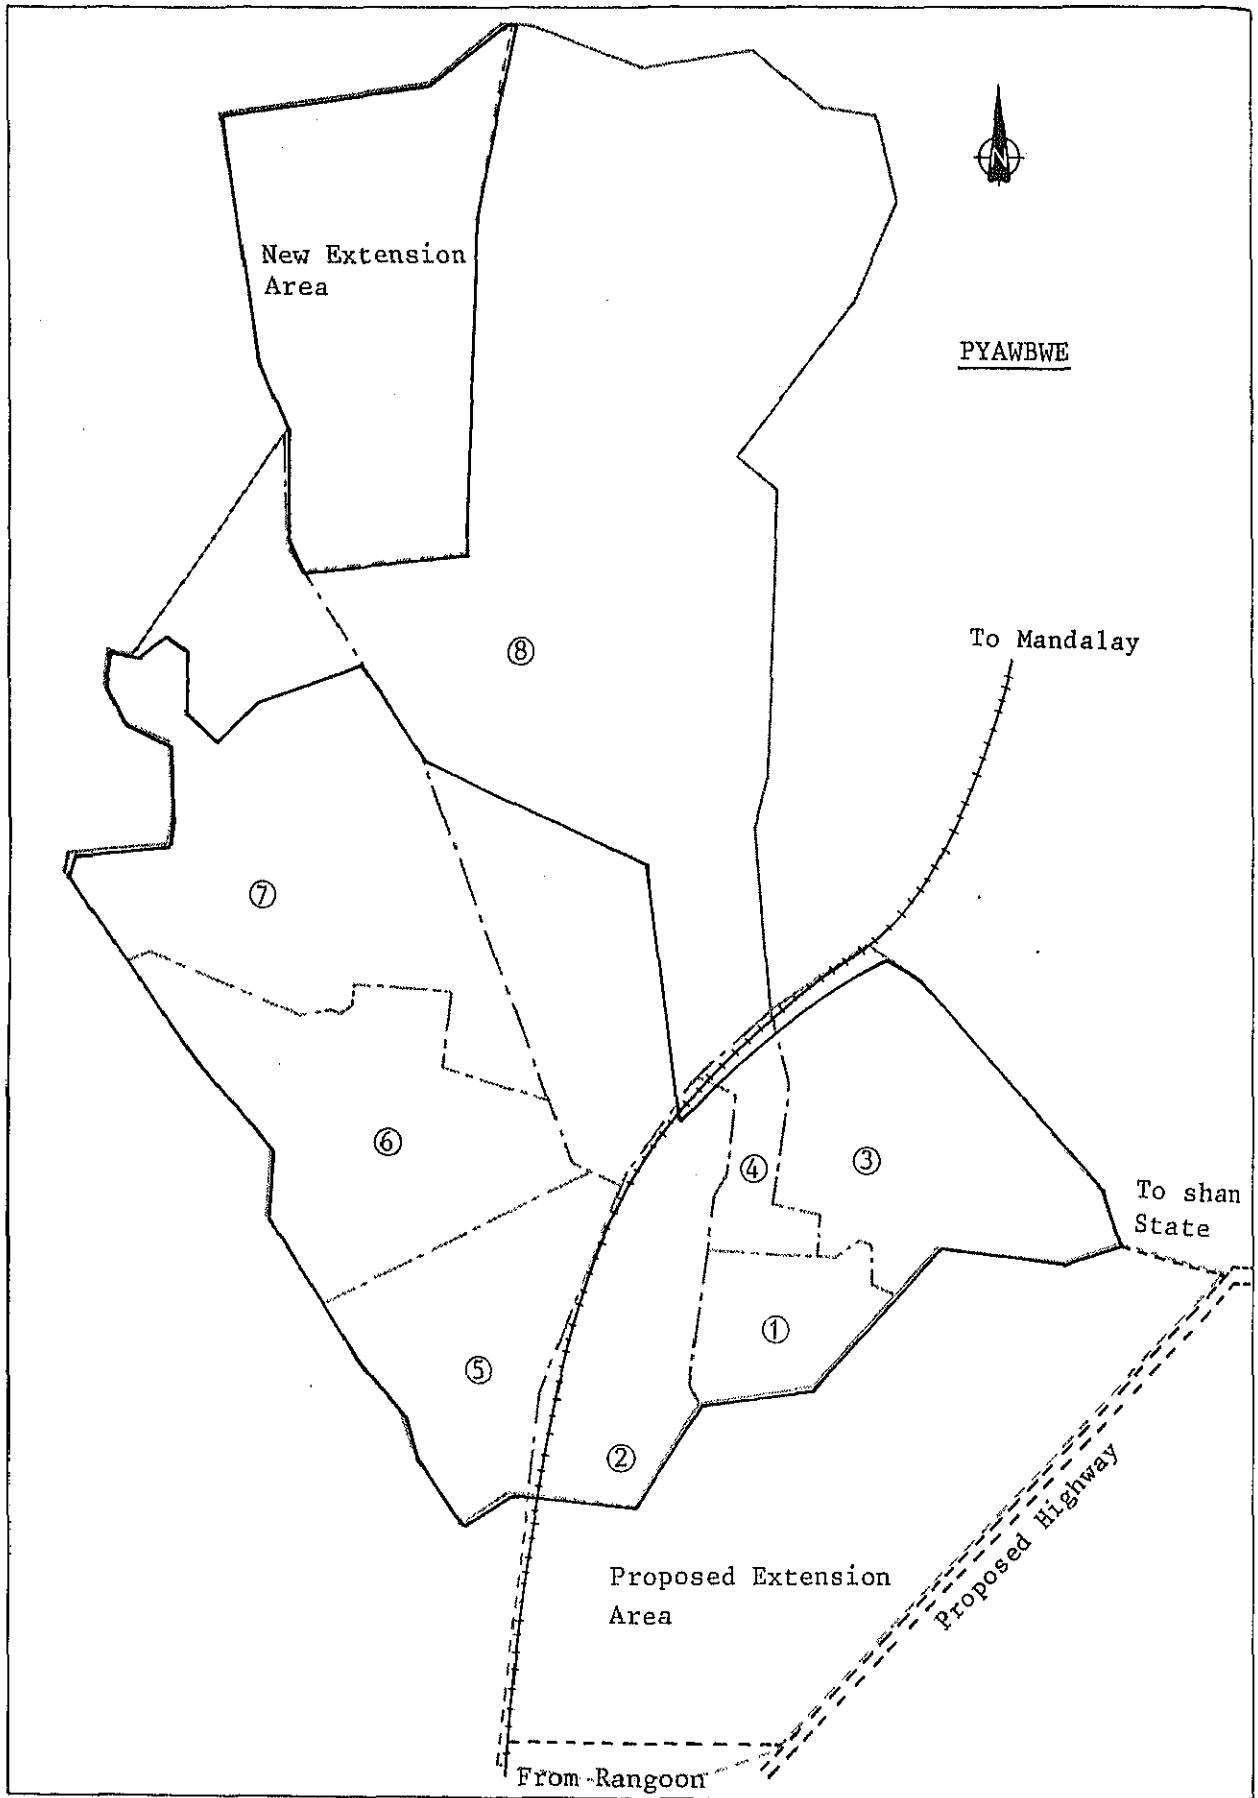 N
New Extension
Area
PYAWBWE
⑧
To Mandalay
⑦
⑥
④
③
To shan
State
①
⑤
②
Proposed Extension
Area
Proposed Highway
From Rangoon